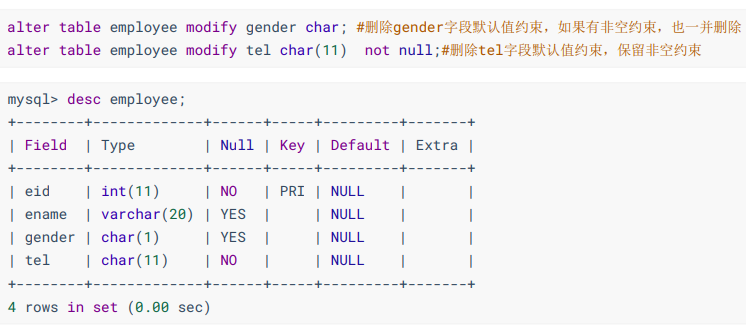 alter table employee modify gender char; #删除gender字段默认值约束，如果有非空约束，也一并删除
alter table employee modify tel char(11)  not null;#删除tel字段默认值约束，保留非空约束
mysql> desc employee;
+--------+-------------+------+-----+---------+-------+
| Field  | Type        | Null | Key | Default | Extra |
+--------+-------------+------+-----+---------+-------+
| eid    | int(11)     | NO   | PRI | NULL    |       |
| ename  | varchar(20) | YES  |     | NULL    |       |
| gender | char(1)     | YES  |     | NULL    |       |
| tel    | char(11)    | NO   |     | NULL    |       |
+--------+-------------+------+-----+---------+-------+
4 rows in set (0.00 sec)